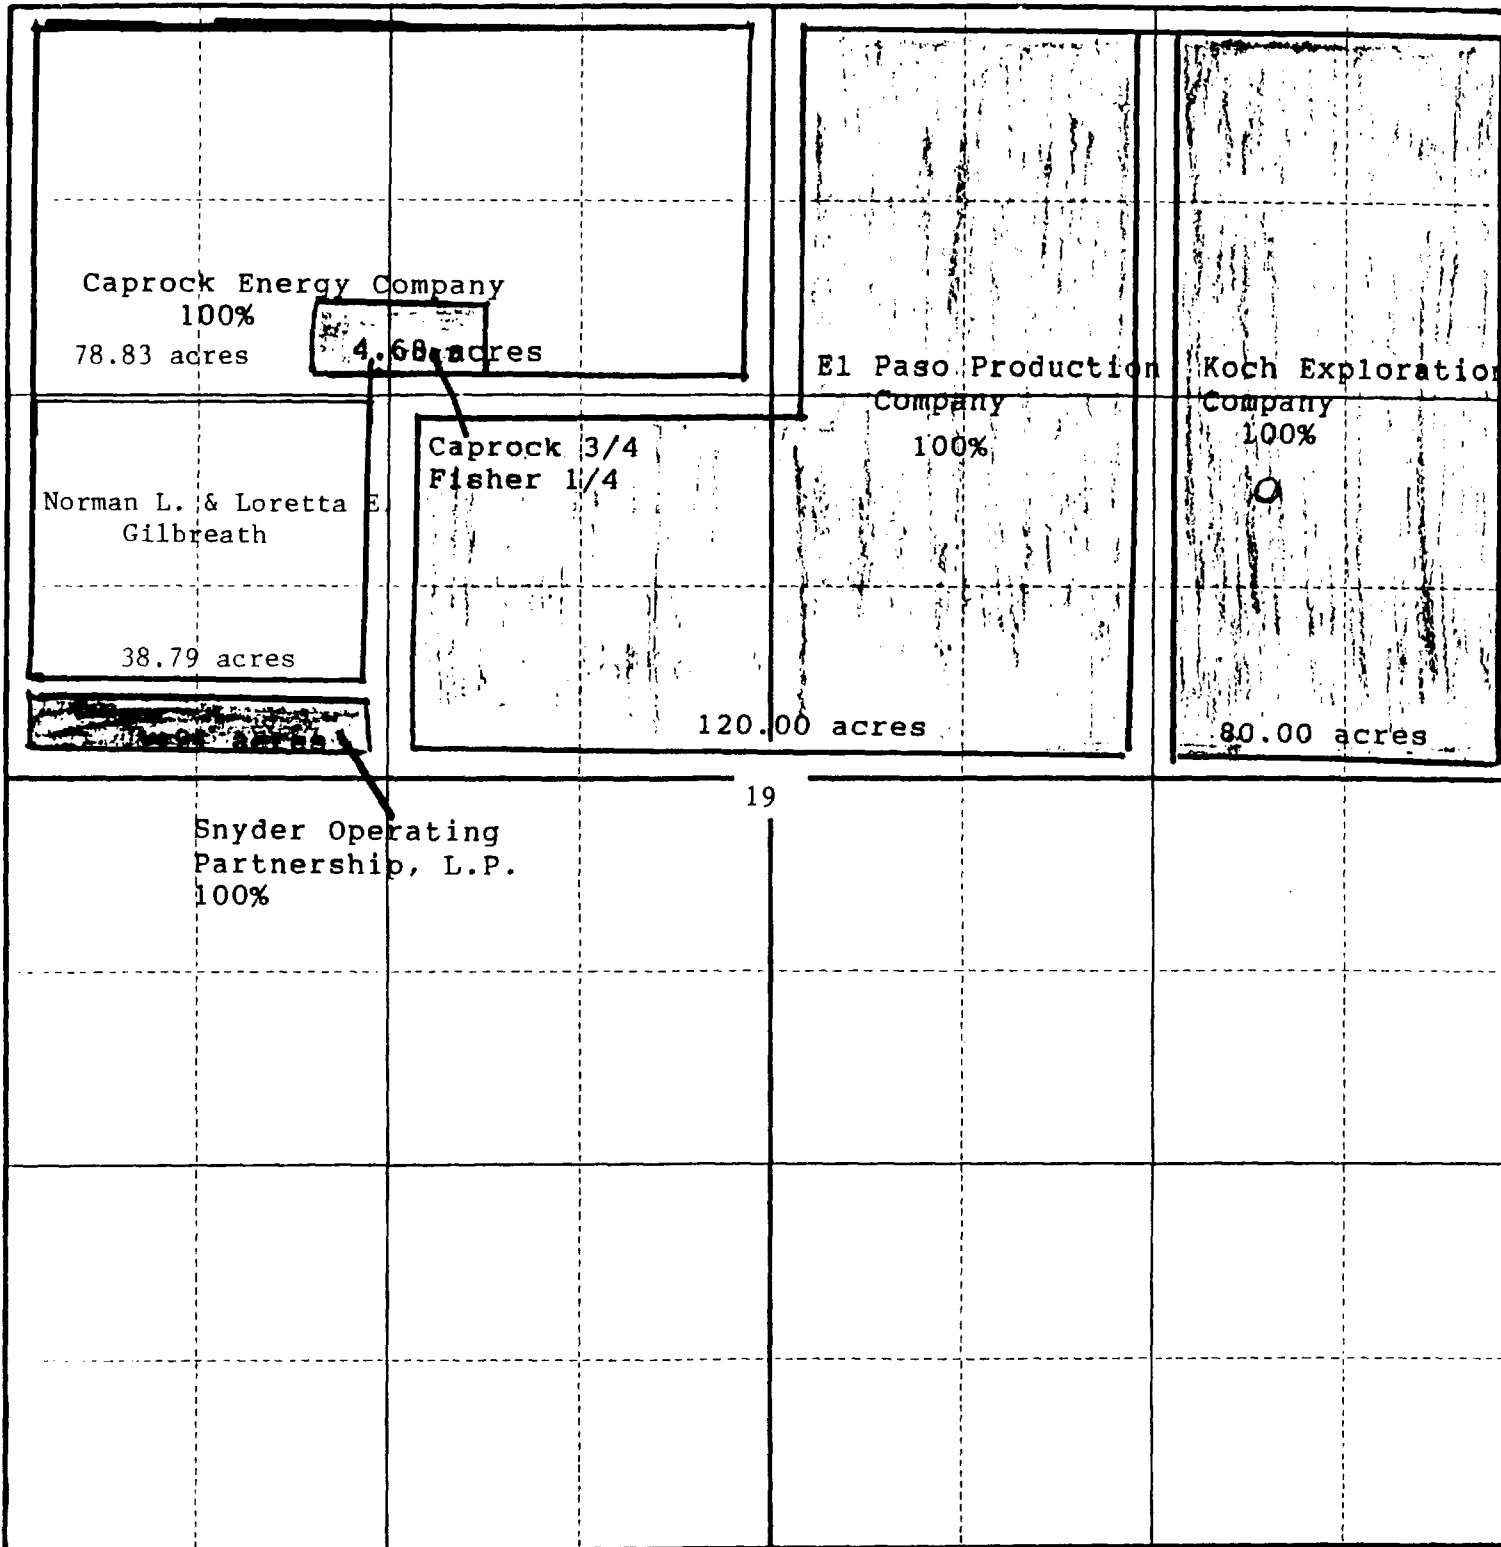 Caprock Energy Company
100%
78.83 acres
4.68 acres
El Paso Production
Company
100%
Koch Exploration
Company
100%
Caprock 3/4
Fisher 1/4
Norman L. & Loretta E.
Gilbreath
38.79 acres
acres
120.00 acres
80.00 acres
19
Snyder Operating
Partnership, L.P.
100%